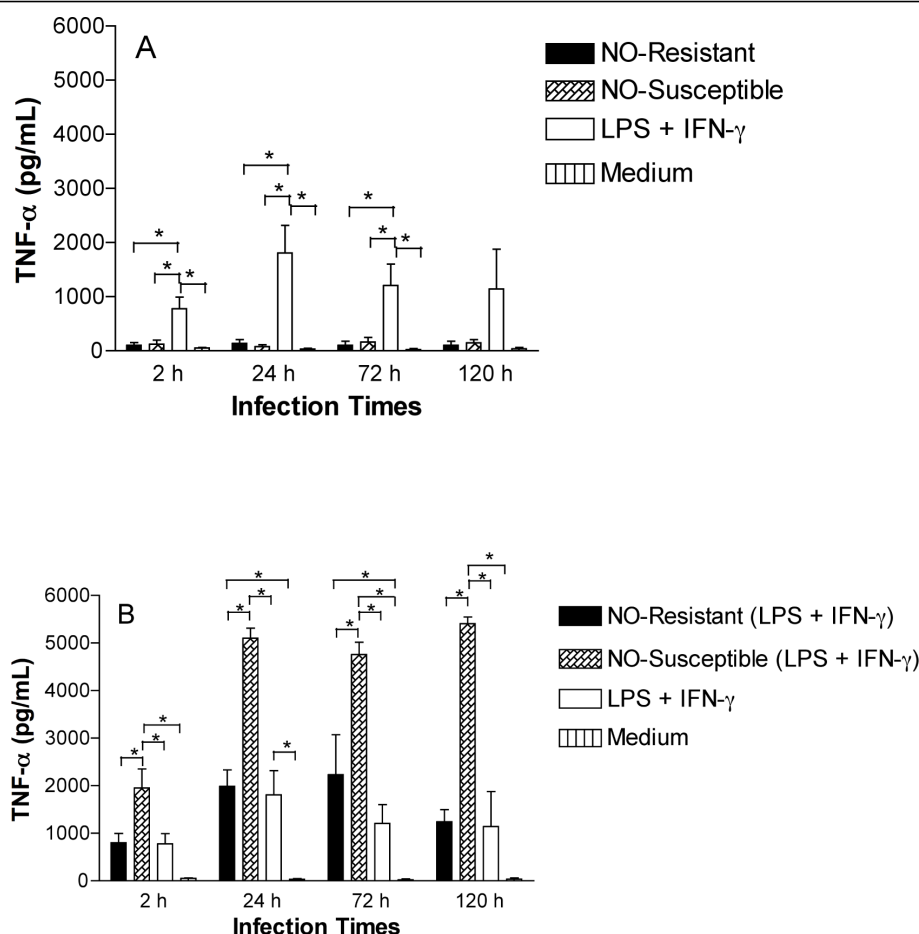 A
6000
5000
4000
3000
2000
1000
0
TNF-α (pg/mL)
* * *
* * *
* * *
2 h 24 h 72 h 120 h
Infection Times
NO-Resistant
NO-Susceptible
LPS + IFN-γ
Medium
B
6000
5000
4000
3000
2000
1000
0
TNF-α (pg/mL)
* * *
* * * *
* * * *
* * *
2 h 24 h 72 h 120 h
Infection Times
NO-Resistant (LPS + IFN-γ)
NO-Susceptible (LPS + IFN-γ)
LPS + IFN-γ
Medium